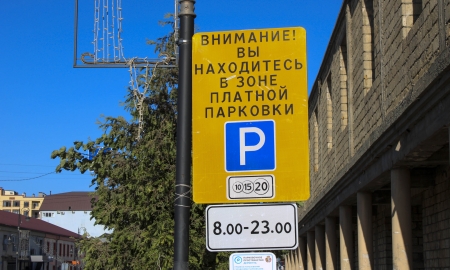 ВНИМАНИЕ!
ВЫ
НАХОДИТЕСЬ
В ЗОНЕ
ПЛАТНОЙ
ПАРКОВКИ
P
10 15 20
8.00-23.00